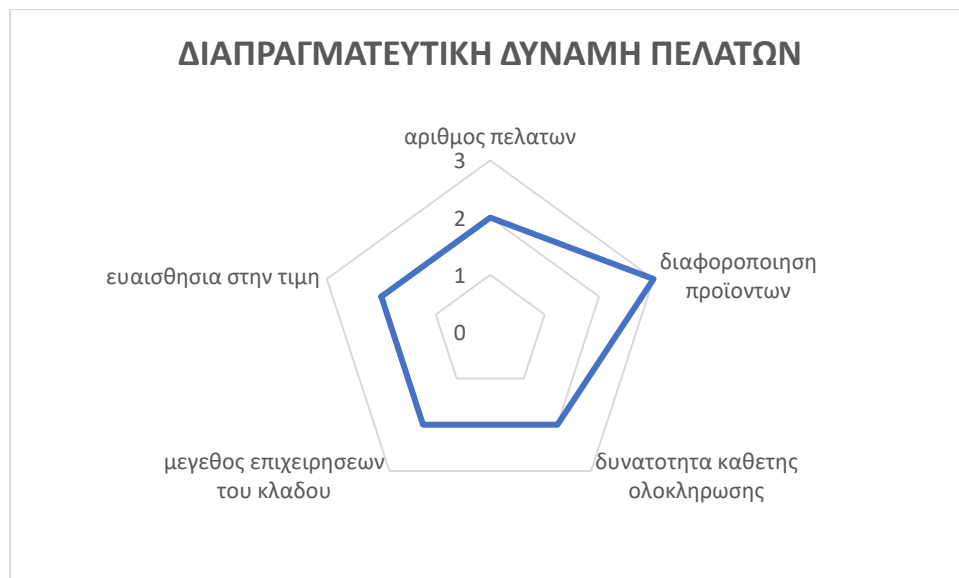 ΔΙΑΠΡΑΓΜΑΤΕΥΤΙΚΗ ΔΥΝΑΜΗ ΠΕΛΑΤΩΝ
αριθμος πελατων
3
2
1
0
διαφοροποιηση
προϊοντων
ευαισθησια στην τιμη
μεγεθος επιχειρησεων
του κλαδου
δυνατοτητα καθετης
ολοκληρωσης